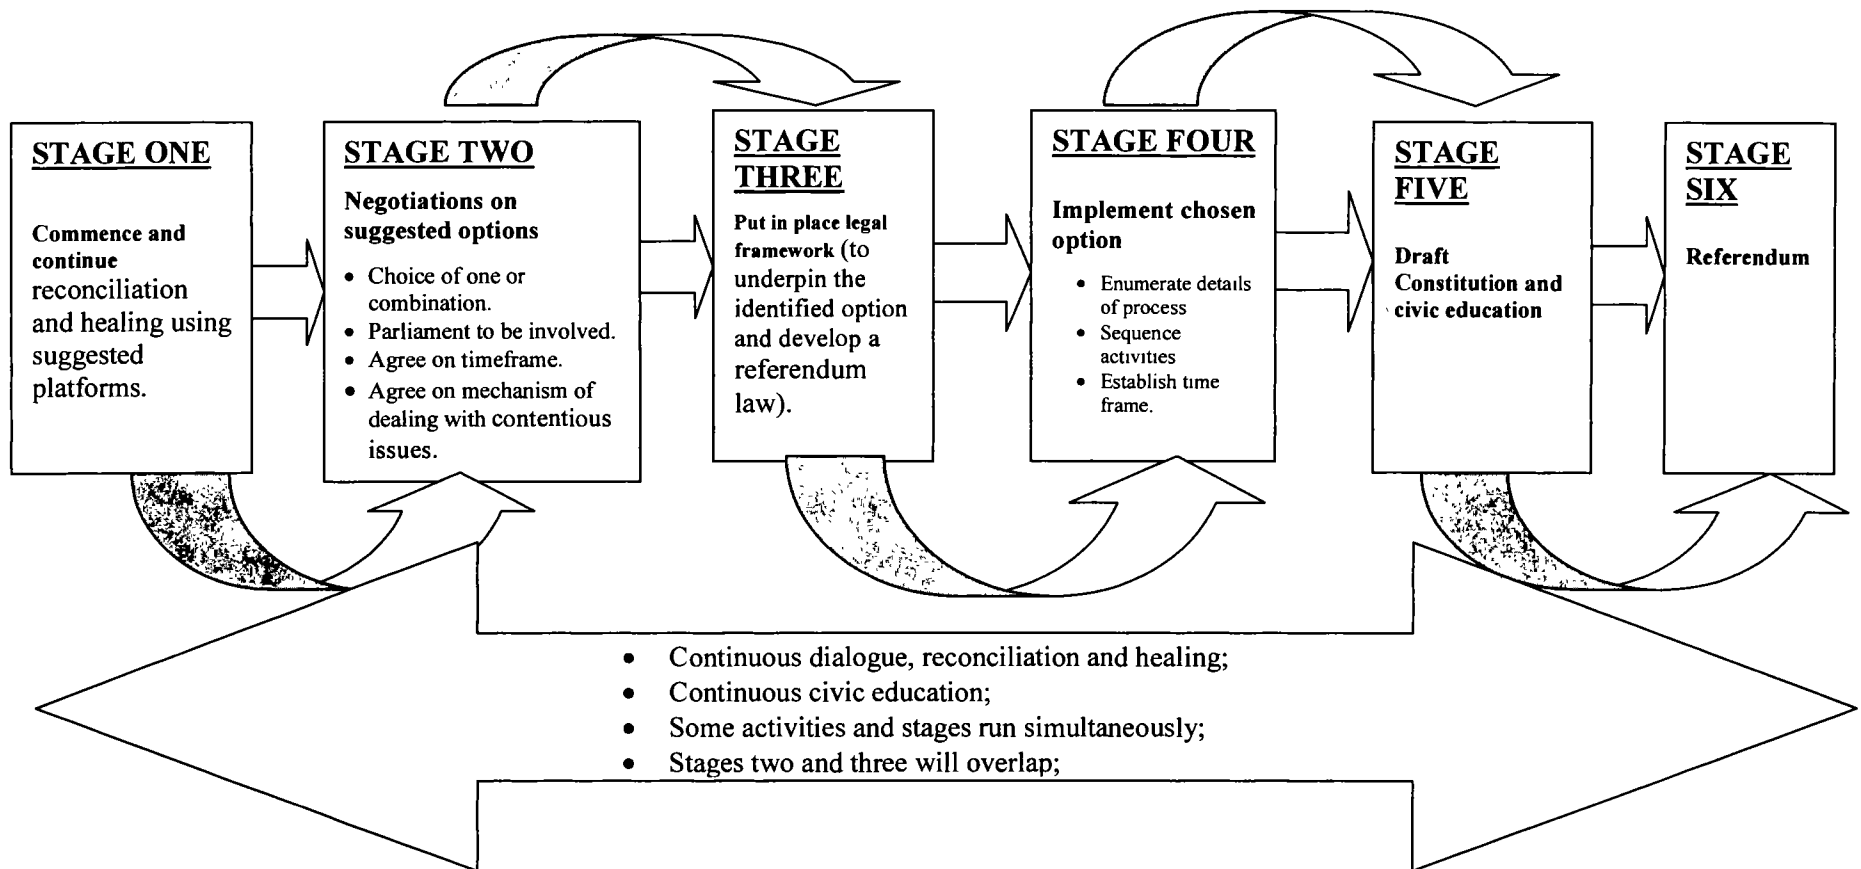 STAGE ONE
Commence and
continue
reconciliation
and healing using
suggested
platforms.
STAGE TWO
Negotiations on
suggested options
• Choice of one or
combination.
• Parliament to be involved.
• Agree on timeframe.
• Agree on mechanism of
dealing with contentious
issues.
STAGE
THREE
Put in place legal
framework (to
underpin the
identified option
and develop a
referendum
law).
STAGE FOUR
Implement chosen
option
• Enumerate details
of process
• Sequence
activities
• Establish time
frame.
STAGE
FIVE
Draft
Constitution and
civic education
STAGE
SIX
Referendum
• Continuous dialogue, reconciliation and healing;
• Continuous civic education;
• Some activities and stages run simultaneously;
• Stages two and three will overlap;